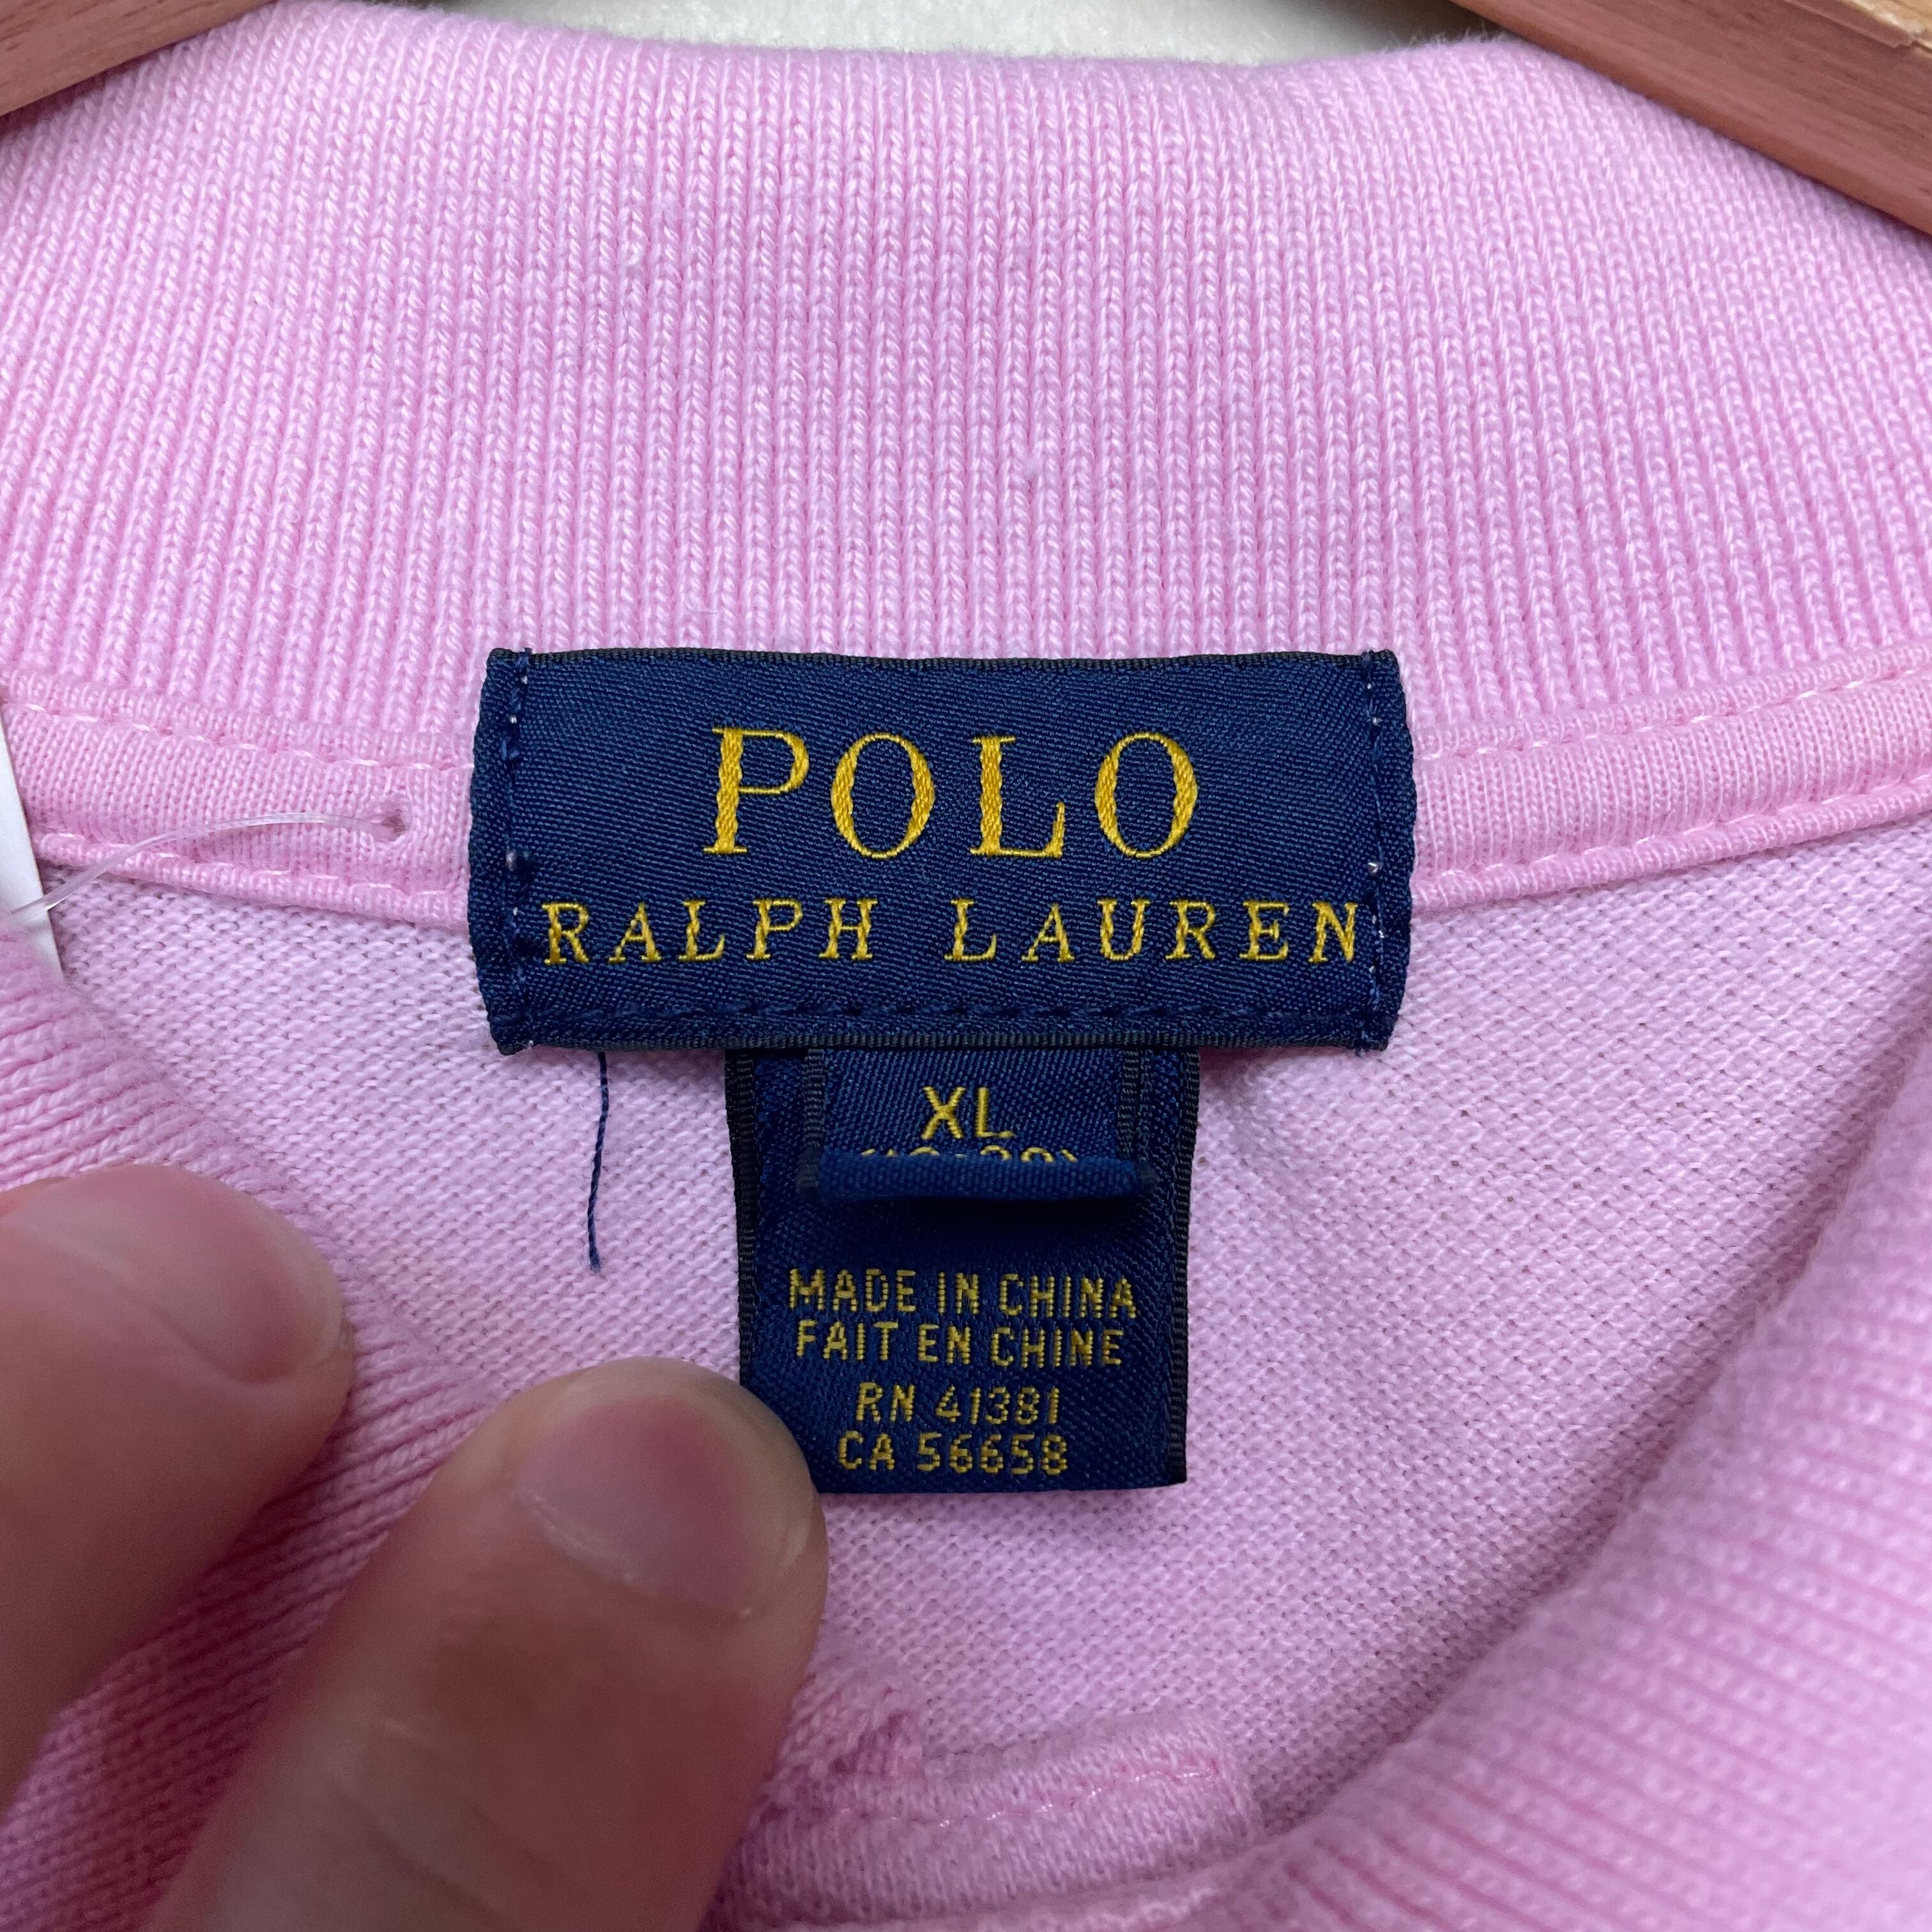 POLO
RALPH LAUREN
XL
MADE IN CHINA
FAIT EN CHINE
RN 41381
CA 56658